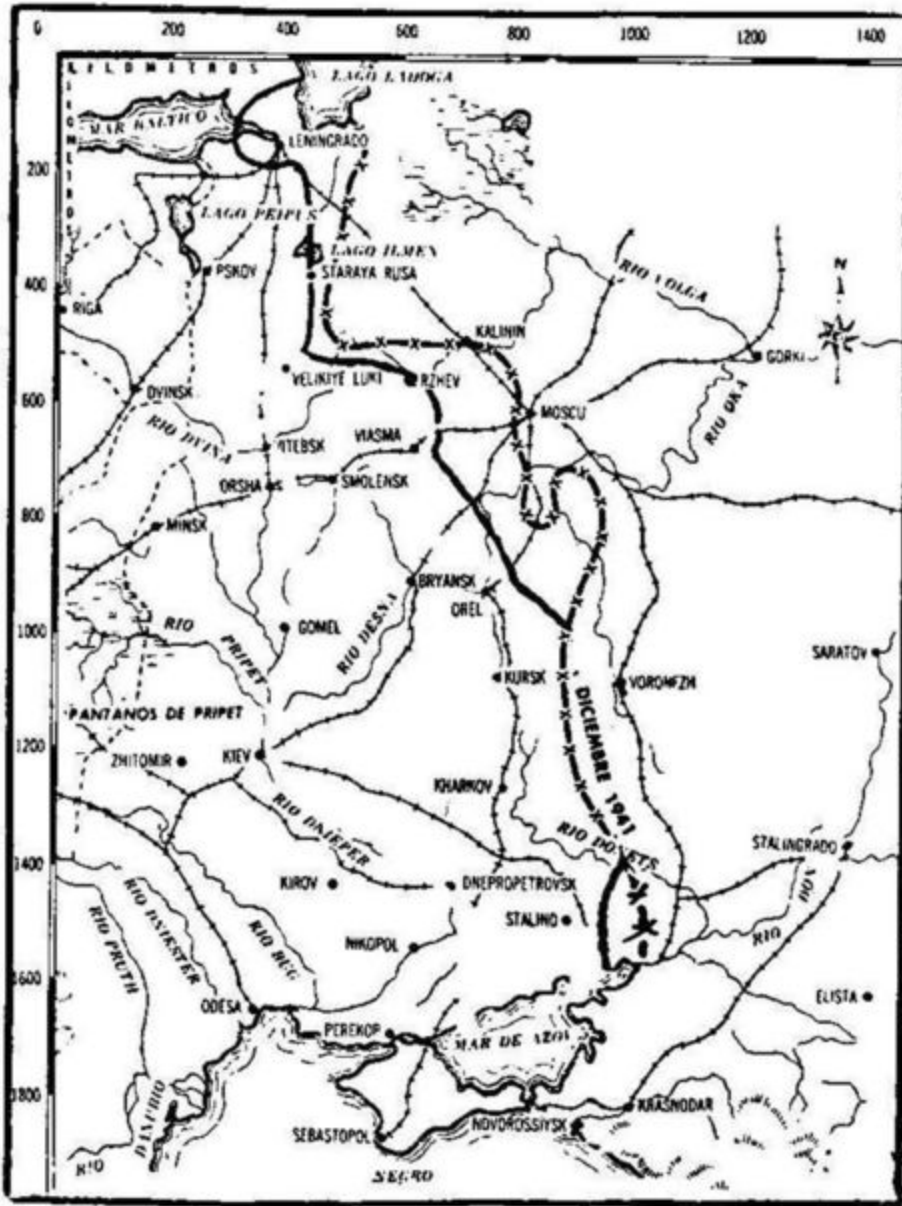 0 200 400 600 800 1000 1200 1400
KILOMETROS
KILOMETROS
LAGO LADOGA
MAR BALTICO
LENINGRADO
200
LAGO PEIPUS
LAGO ILMEN
PSKOV
STARAYA RUSA
RIO VOLGA
N
400
RIGA
KALININ
GORKI
VELIKIYE LUKI
RZHEV
DVINSK
600
MOSCU
RIO OKA
RIO DVINA
VITEBSK
VIASMA
ORSHA
SMOLENSK
800
MINSK
BRYANSK
OREL
RIO DESNA
1000
RIO PRIPET
GOMEL
SARATOV
KURSK
VORONEZH
PANTANOS DE PRIPET
DICIEMBRE 1941
1200
ZHITOMIR
KIEV
KHARKOV
RIO DNIEPER
RIO DONETS
STALINGRADO
1400
KIROV
DNEPROPETROVSK
RIO DON
RIO DNIESTER
RIO BUG
STALINO
RIO PRUTH
NIKOPOL
1600
ODESA
ELISTA
PEREKOP
MAR DE AZOV
1800
KRASNODAR
NOVOROSSIYSK
SEBASTOPOL
RIO DANUBIO
RIO
NEGRO